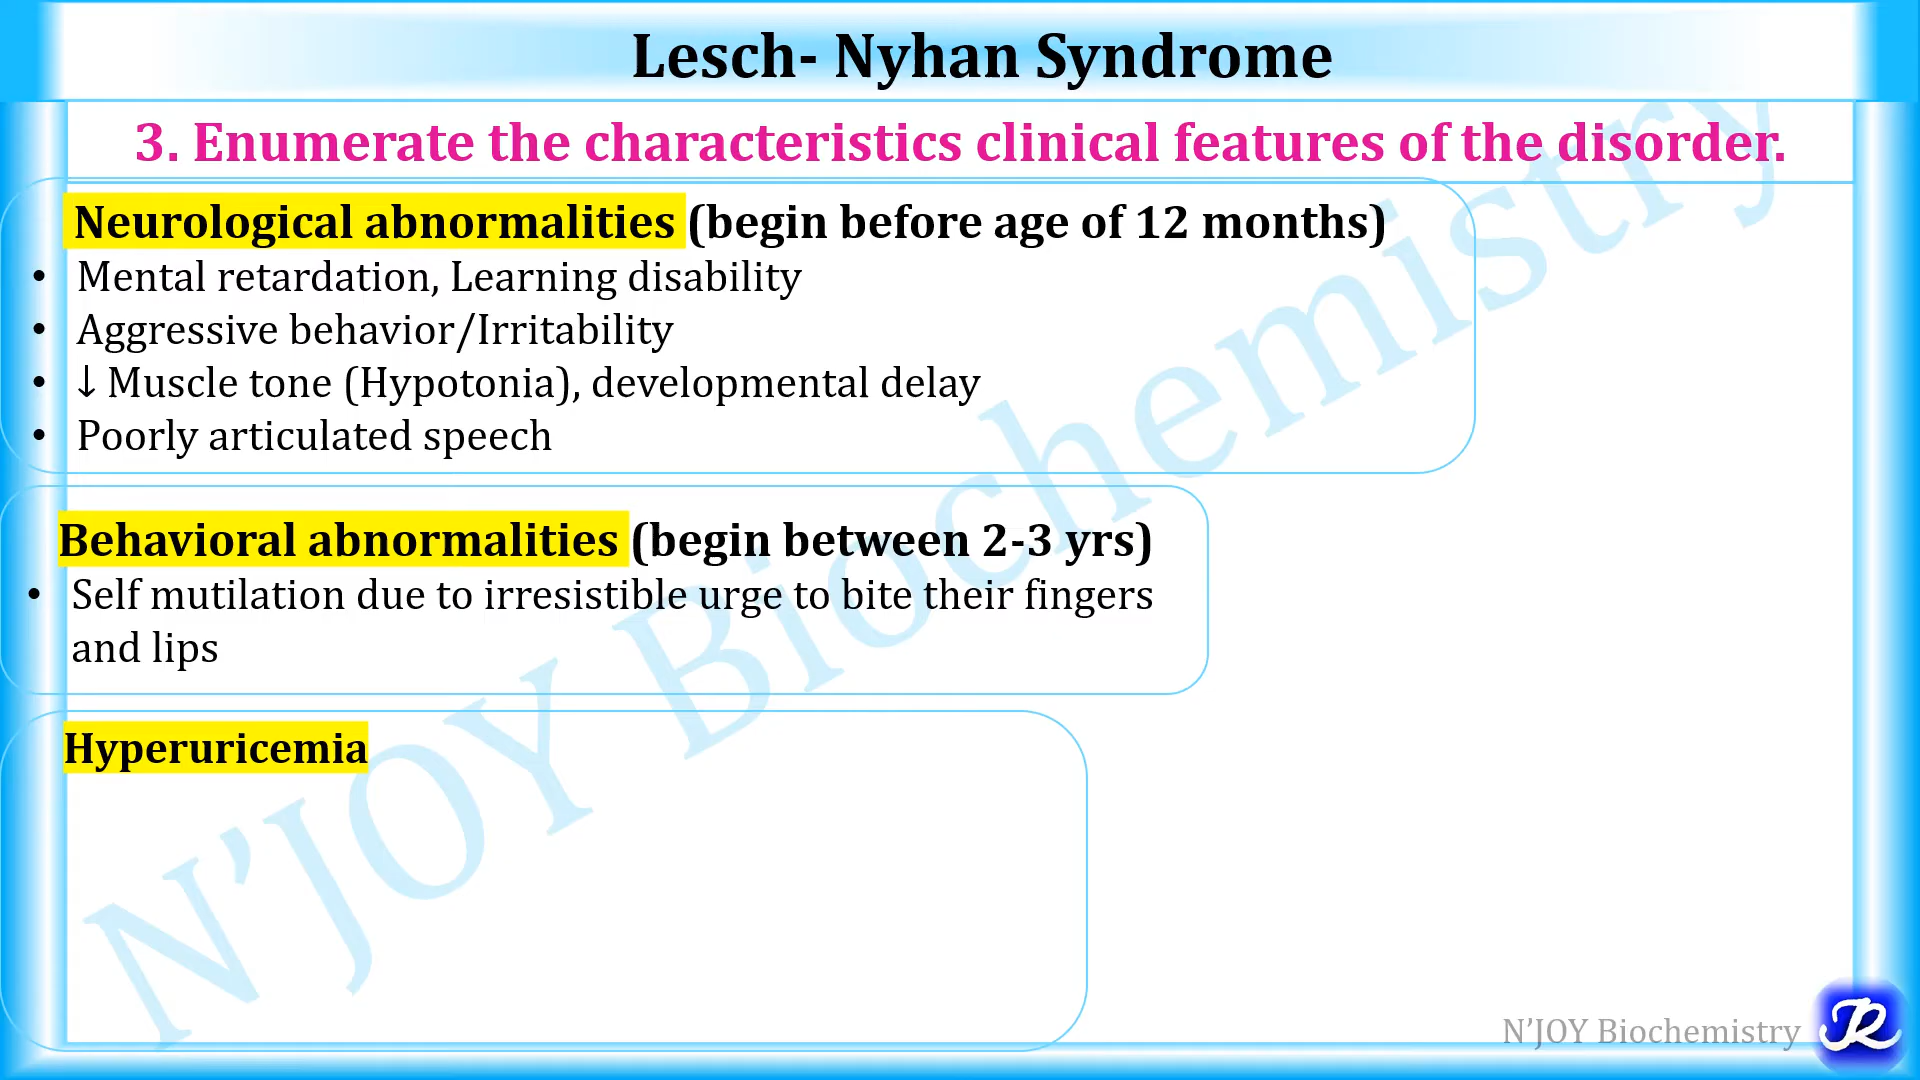 Lesch- Nyhan Syndrome
3. Enumerate the characteristics clinical features of the disorder.
Neurological abnormalities (begin before age of 12 months)
• Mental retardation, Learning disability
• Aggressive behavior/Irritability
• ↓ Muscle tone (Hypotonia), developmental delay
• Poorly articulated speech
Behavioral abnormalities (begin between 2-3 yrs)
• Self mutilation due to irresistible urge to bite their fingers
and lips
Hyperuricemia
N'JOY Biochemistry
N'JOY Biochemistry
JR